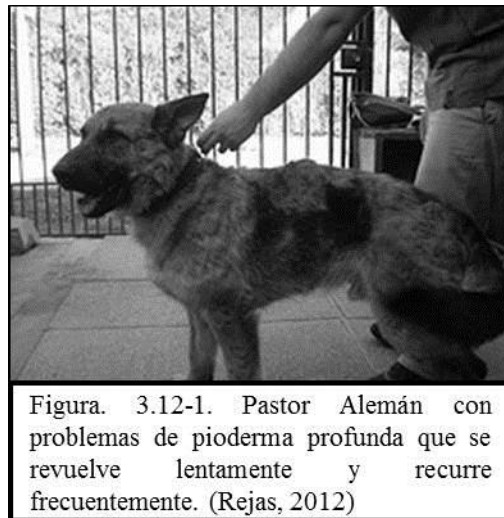 Figura. 3.12-1. Pastor Alemán con
problemas de pioderma profunda que se
revuelve lentamente y recurre
frecuentemente. (Rejas, 2012)